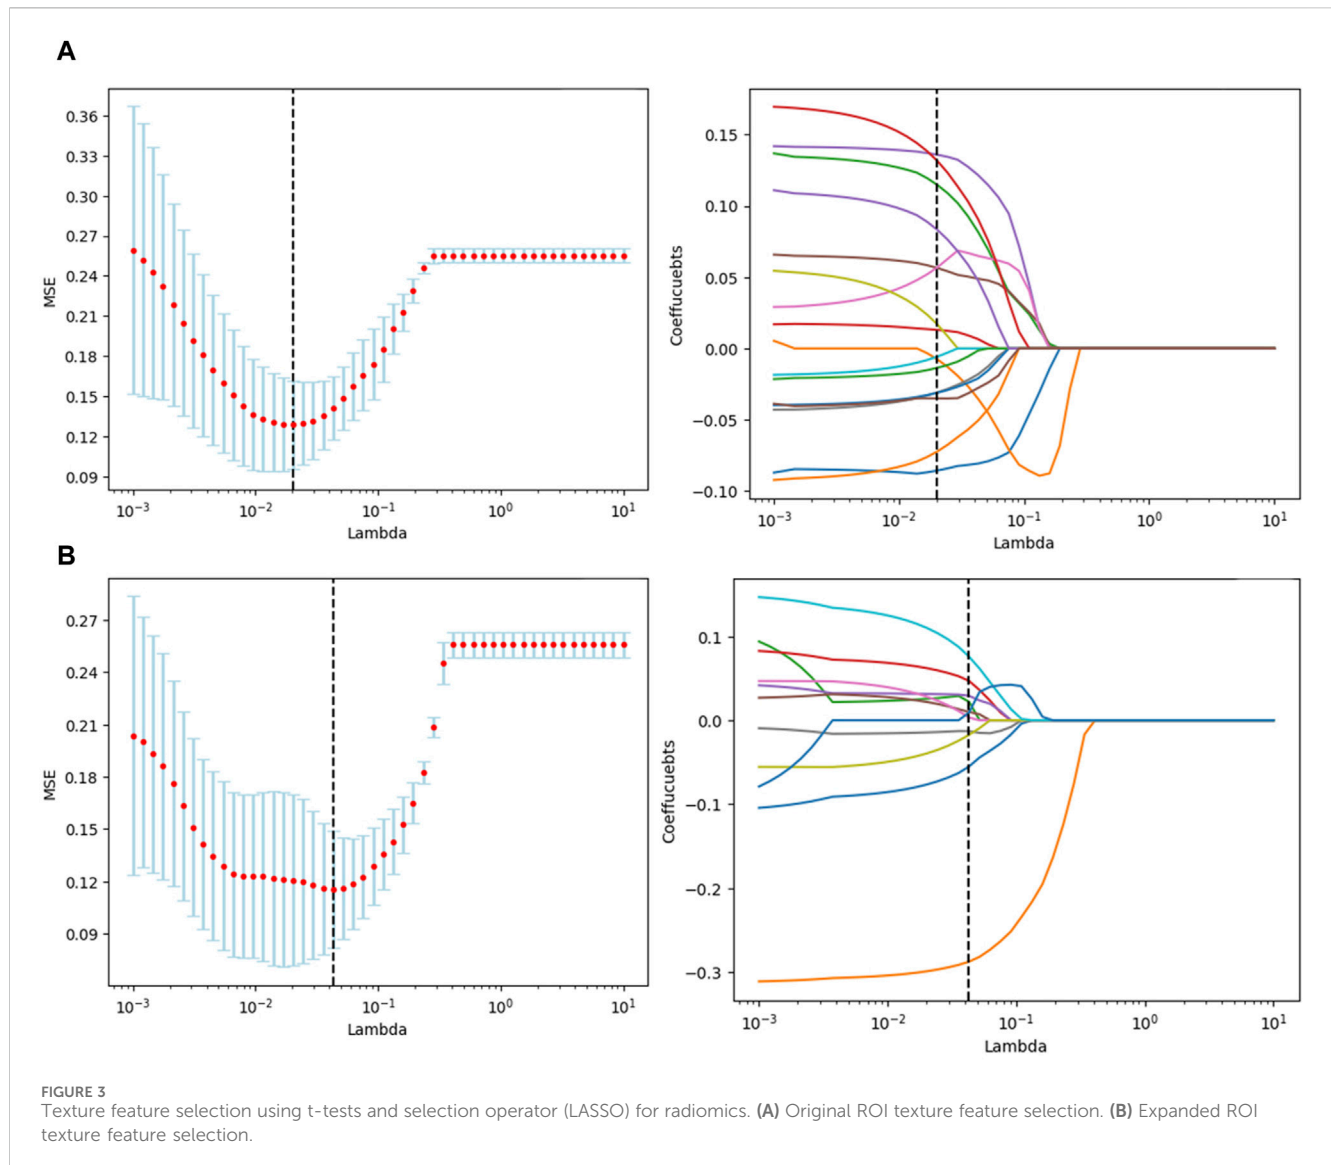 A
0.36
0.33
0.30
0.27
0.24
0.21
0.18
0.15
0.12
0.09
MSE
10⁻³ 10⁻² 10⁻¹ 10⁰ 10¹
Lambda
0.15
0.10
0.05
0.00
−0.05
−0.10
Coeffucuebts
10⁻³ 10⁻² 10⁻¹ 10⁰ 10¹
Lambda
B
0.27
0.24
0.21
0.18
0.15
0.12
0.09
MSE
10⁻³ 10⁻² 10⁻¹ 10⁰ 10¹
Lambda
0.1
0.0
−0.1
−0.2
−0.3
Coeffucuebts
10⁻³ 10⁻² 10⁻¹ 10⁰ 10¹
Lambda
FIGURE 3
Texture feature selection using t-tests and selection operator (LASSO) for radiomics. (A) Original ROI texture feature selection. (B) Expanded ROI
texture feature selection.